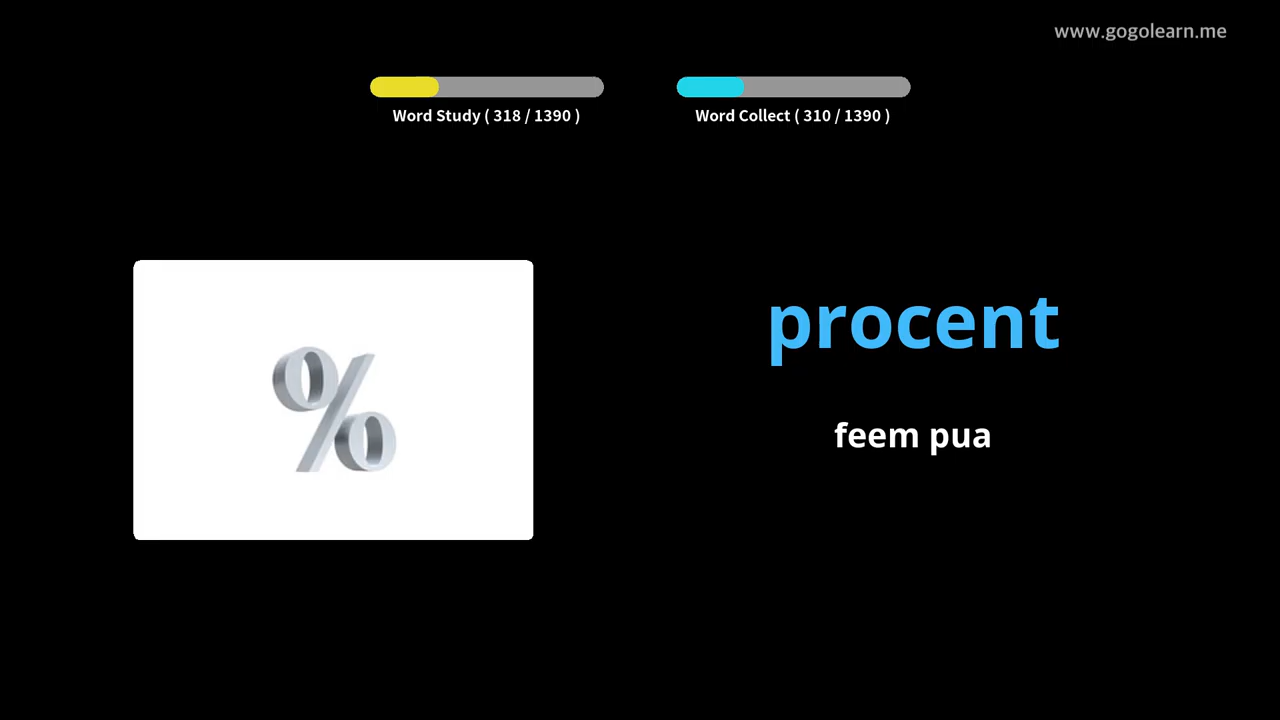 www.gogolearn.me
Word Study ( 318 / 1390 )
Word Collect ( 310 / 1390 )
%
procent
feem pua